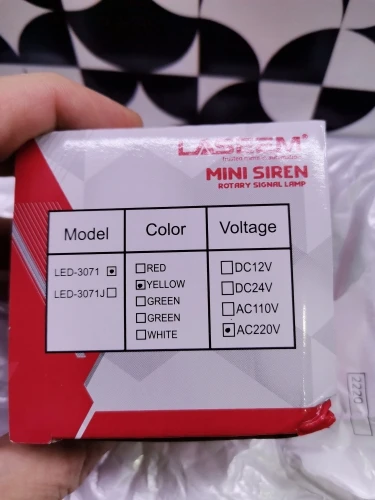 MINI SIREN
ROTARY SIGNAL LAMP
Model Color Voltage
LED-3071
LED-3071J
RED
YELLOW
GREEN
GREEN
WHITE
DC12V
DC24V
AC110V
AC220V
2220